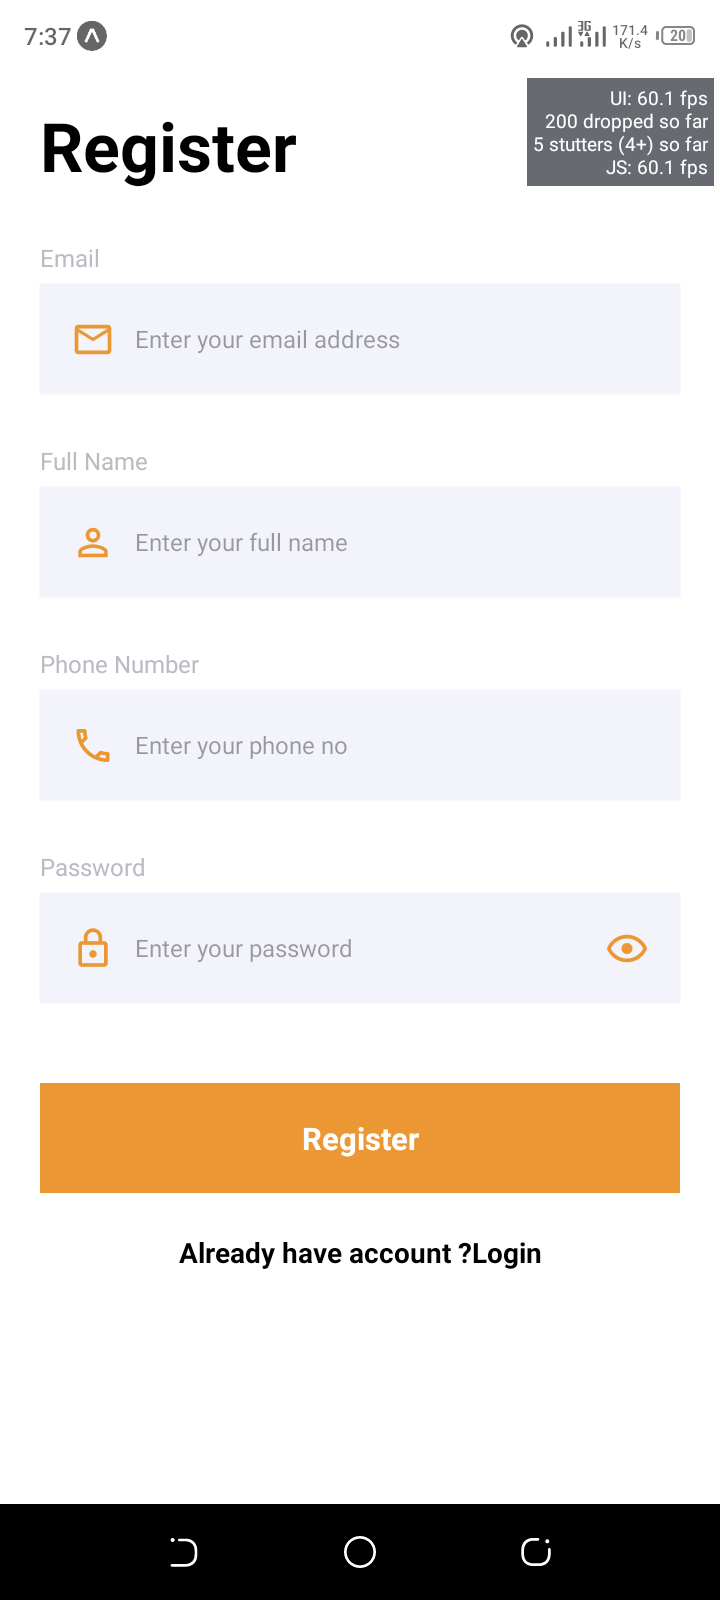 7:37
3G
171.4
K/s
20
UI: 60.1 fps
200 dropped so far
5 stutters (4+) so far
JS: 60.1 fps
Register
Email
Enter your email address
Full Name
Enter your full name
Phone Number
Enter your phone no
Password
Enter your password
Register
Already have account ?Login